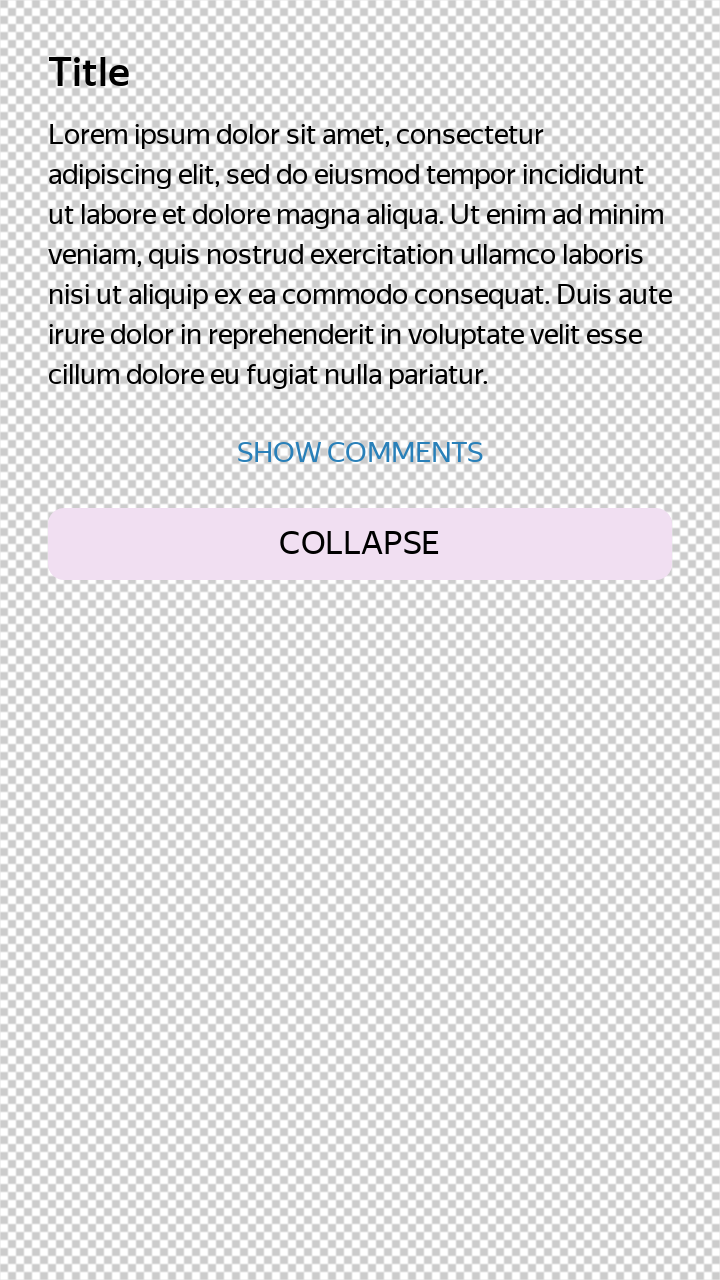 Title
Lorem ipsum dolor sit amet, consectetur
adipiscing elit, sed do eiusmod tempor incididunt
ut labore et dolore magna aliqua. Ut enim ad minim
veniam, quis nostrud exercitation ullamco laboris
nisi ut aliquip ex ea commodo consequat. Duis aute
irure dolor in reprehenderit in voluptate velit esse
cillum dolore eu fugiat nulla pariatur.
SHOW COMMENTS
COLLAPSE